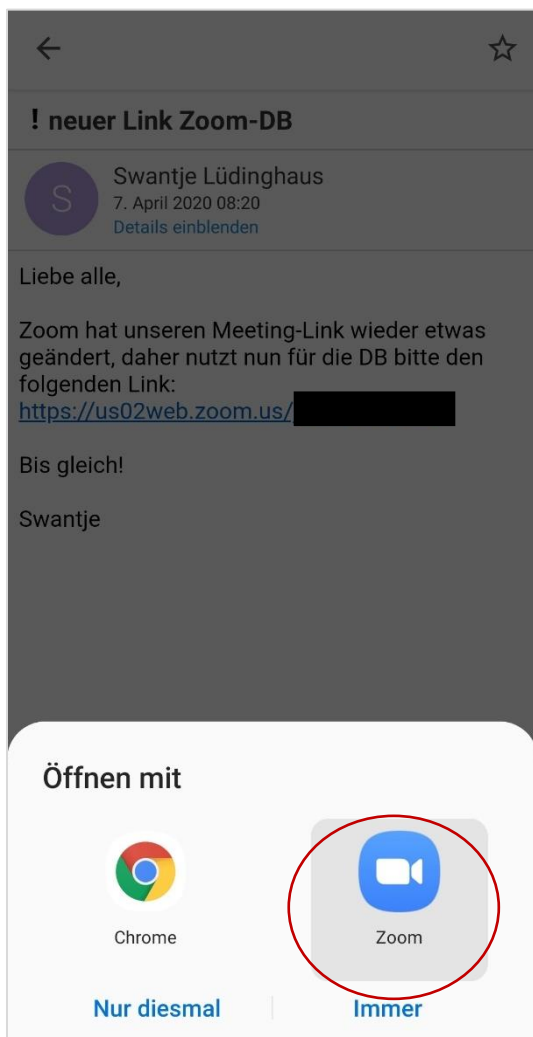 ! neuer Link Zoom-DB
S
Swantje Lüdinghaus
7. April 2020 08:20
Details einblenden
Liebe alle,
Zoom hat unseren Meeting-Link wieder etwas
geändert, daher nutzt nun für die DB bitte den
folgenden Link:
https://us02web.zoom.us/
Bis gleich!
Swantje
Öffnen mit
Chrome
Zoom
Nur diesmal
Immer